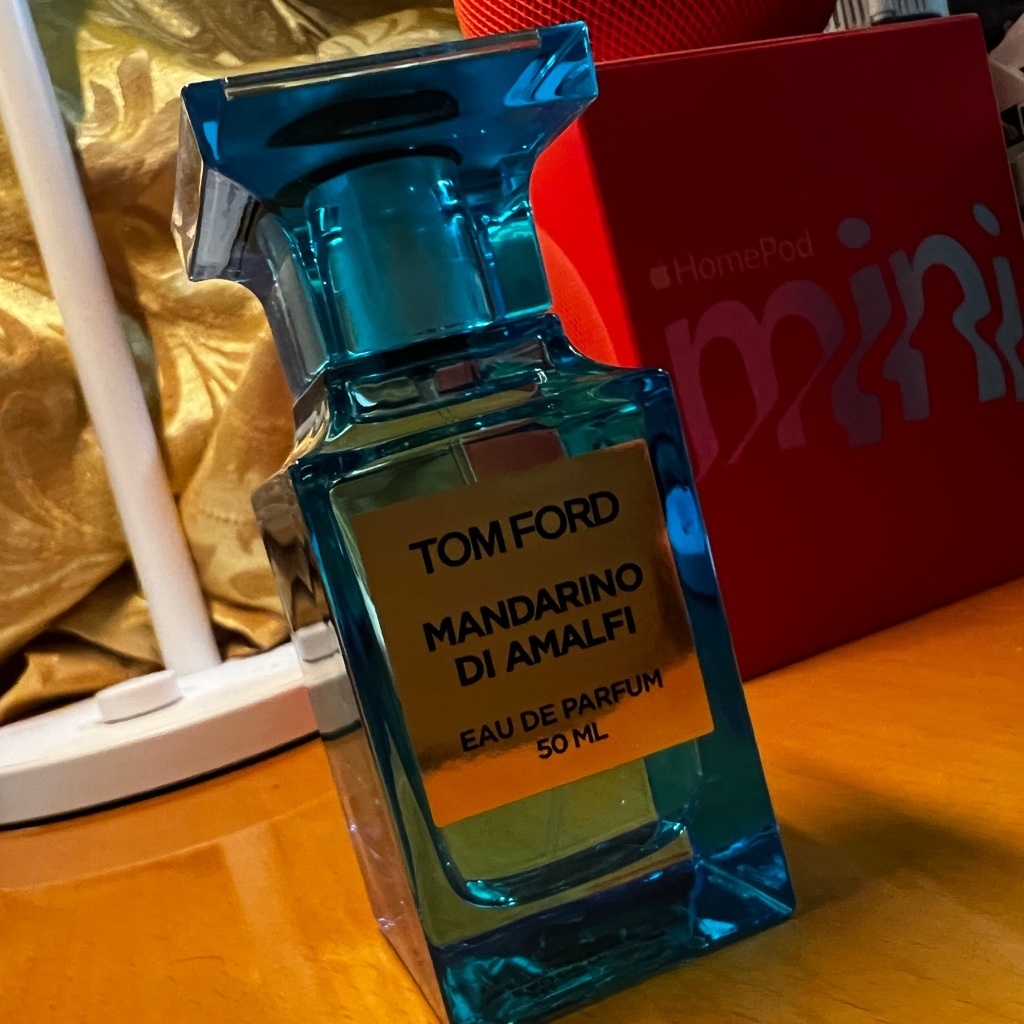 TOM FORD
MANDARINO
DI AMALFI
EAU DE PARFUM
50 ML
HomePod
mini